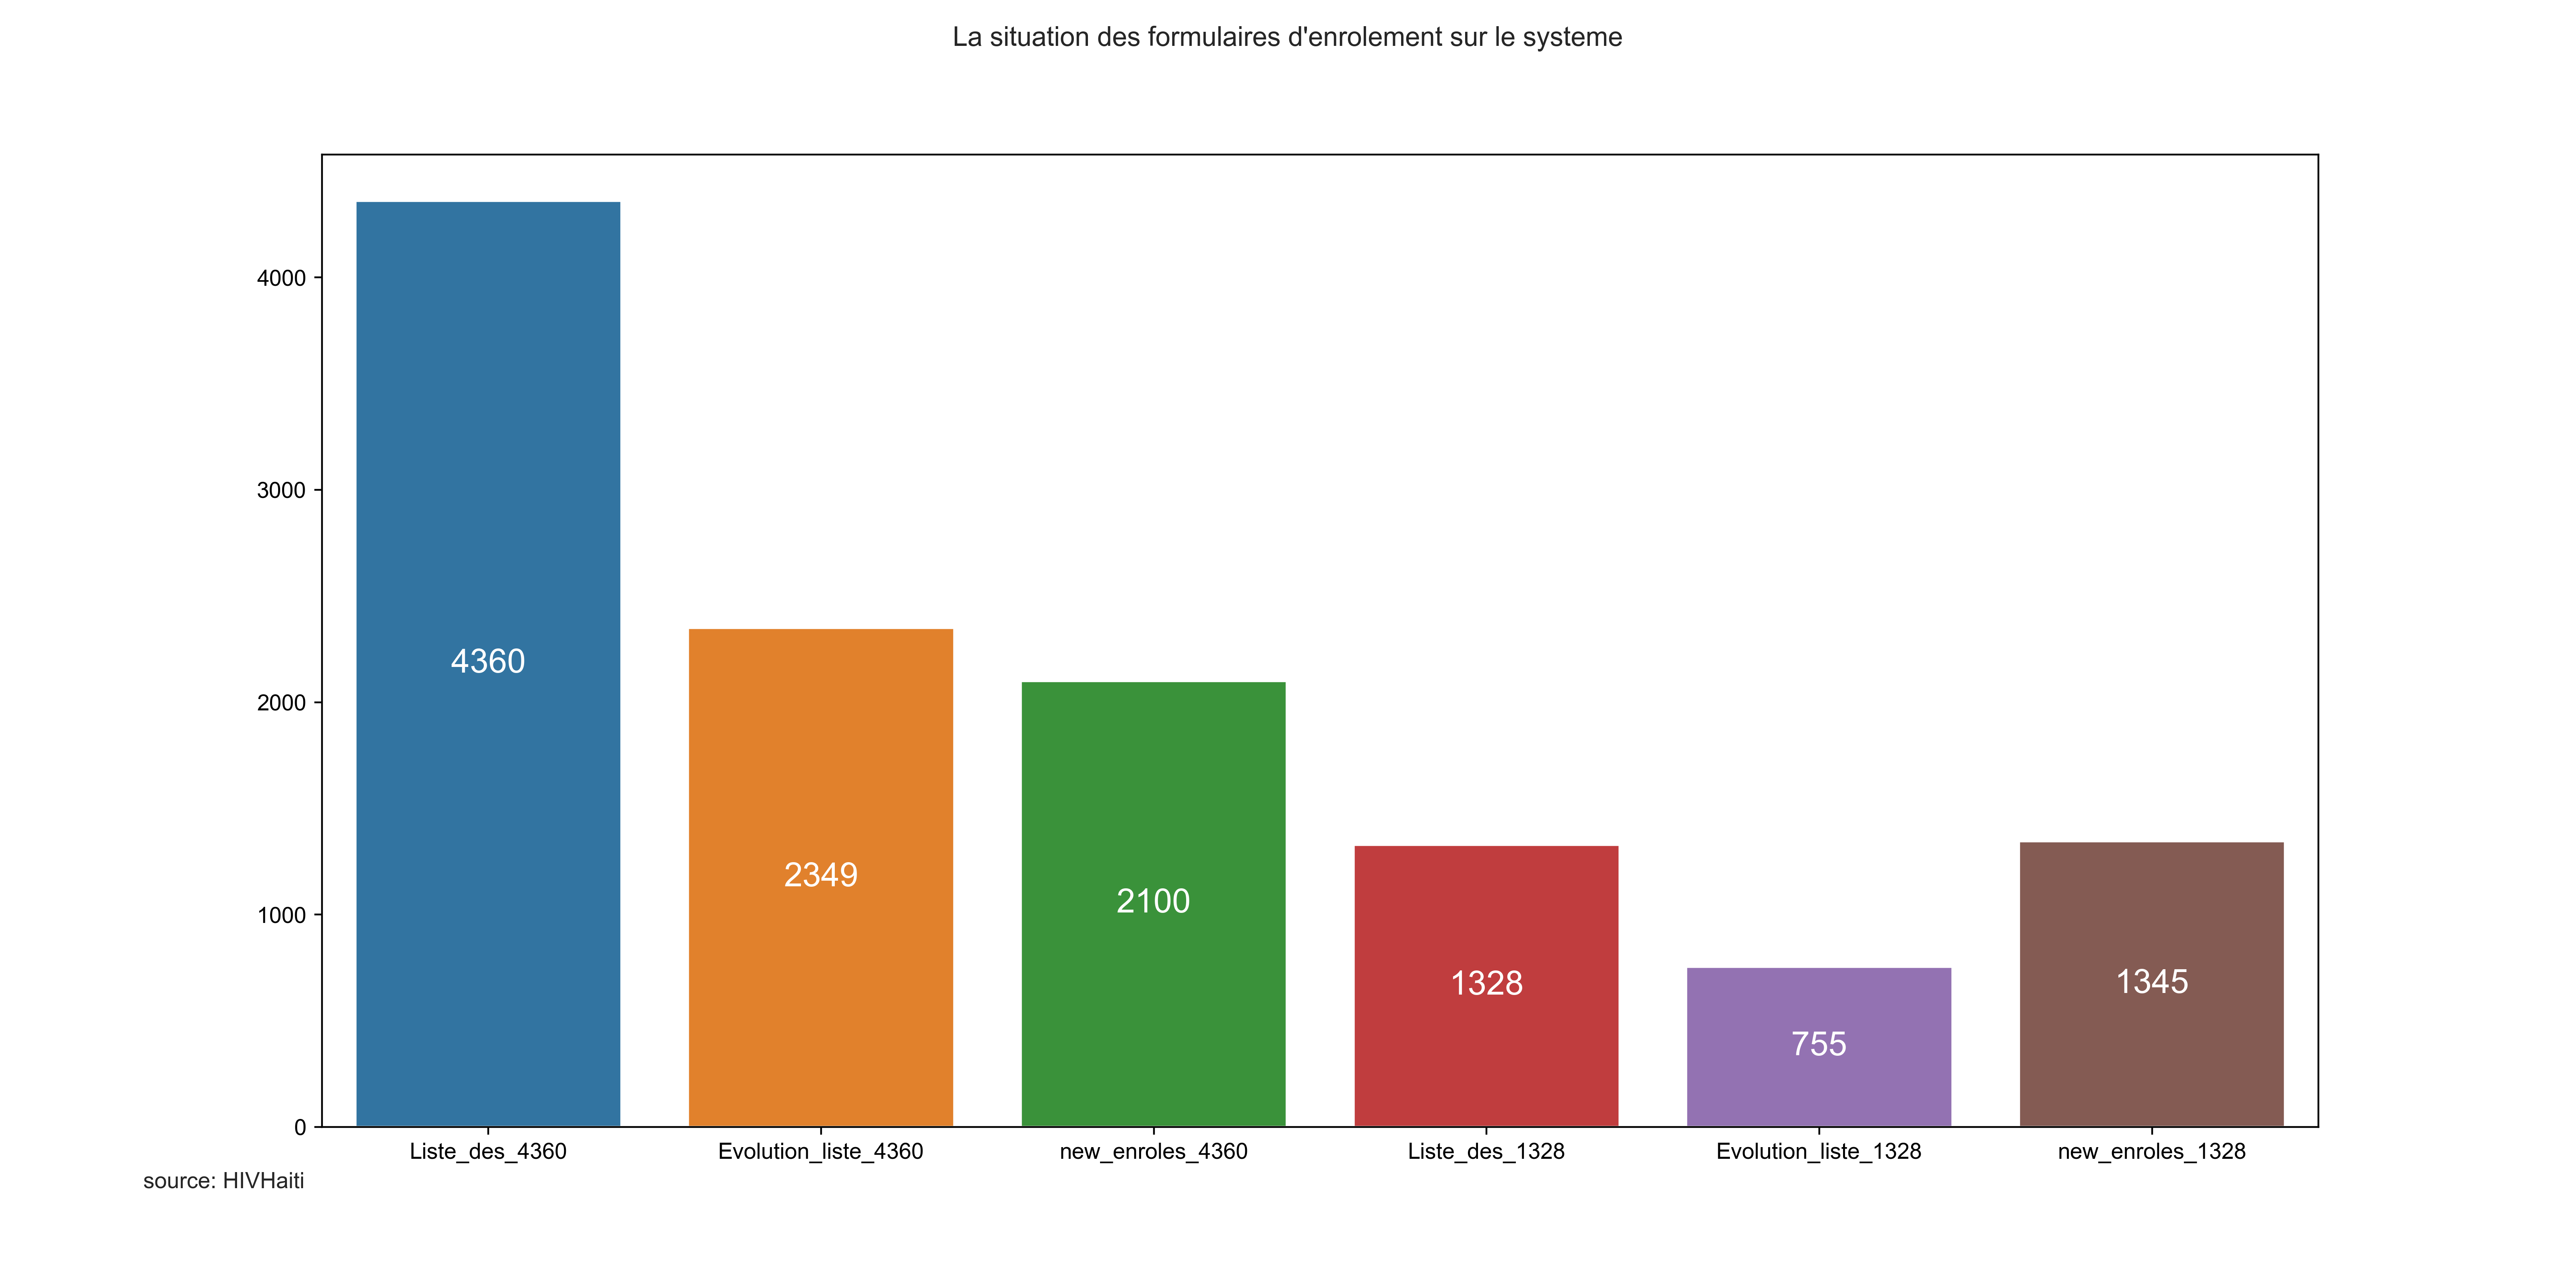 La situation des formulaires d'enrolement sur le systeme
4000
3000
2000
1000
0
4360
2349
2100
1328
755
1345
Liste_des_4360
Evolution_liste_4360
new_enroles_4360
Liste_des_1328
Evolution_liste_1328
new_enroles_1328
source: HIVHaiti